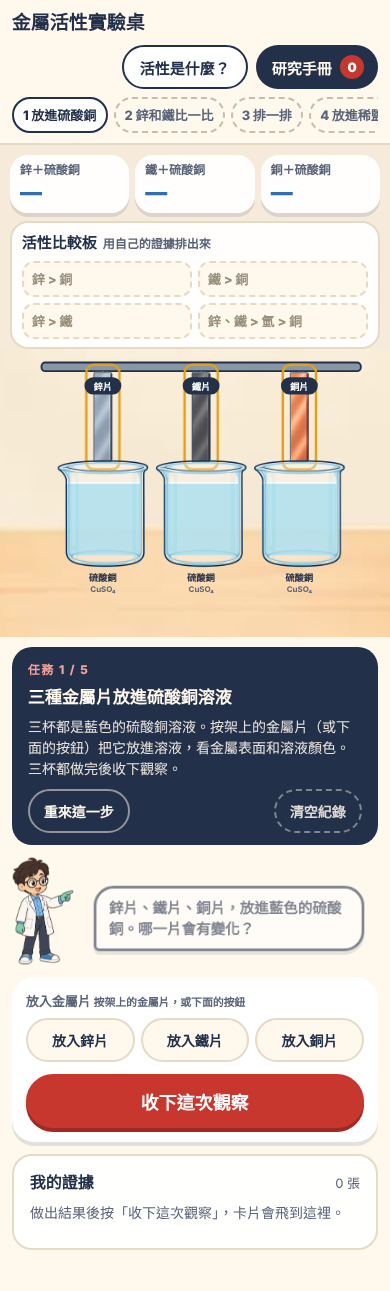 金屬活性實驗桌
活性是什麼？
研究手冊 0
1 放進硫酸銅
2 鋅和鐵比一比
3 排一排
4 放進稀鹽
鋅＋硫酸銅
—
鐵＋硫酸銅
—
銅＋硫酸銅
—
活性比較板 用自己的證據排出來
鋅 > 銅
鐵 > 銅
鋅 > 鐵
鋅、鐵 > 氫 > 銅
鋅片
鐵片
銅片
硫酸銅
CuSO₄
硫酸銅
CuSO₄
硫酸銅
CuSO₄
任務 1 / 5
三種金屬片放進硫酸銅溶液
三杯都是藍色的硫酸銅溶液。按架上的金屬片（或下
面的按鈕）把它放進溶液，看金屬表面和溶液顏色。
三杯都做完後收下觀察。
重來這一步
清空紀錄
鋅片、鐵片、銅片，放進藍色的硫酸
銅。哪一片會有變化？
放入金屬片 按架上的金屬片，或下面的按鈕
放入鋅片
放入鐵片
放入銅片
收下這次觀察
我的證據
0 張
做出結果後按「收下這次觀察」，卡片會飛到這裡。